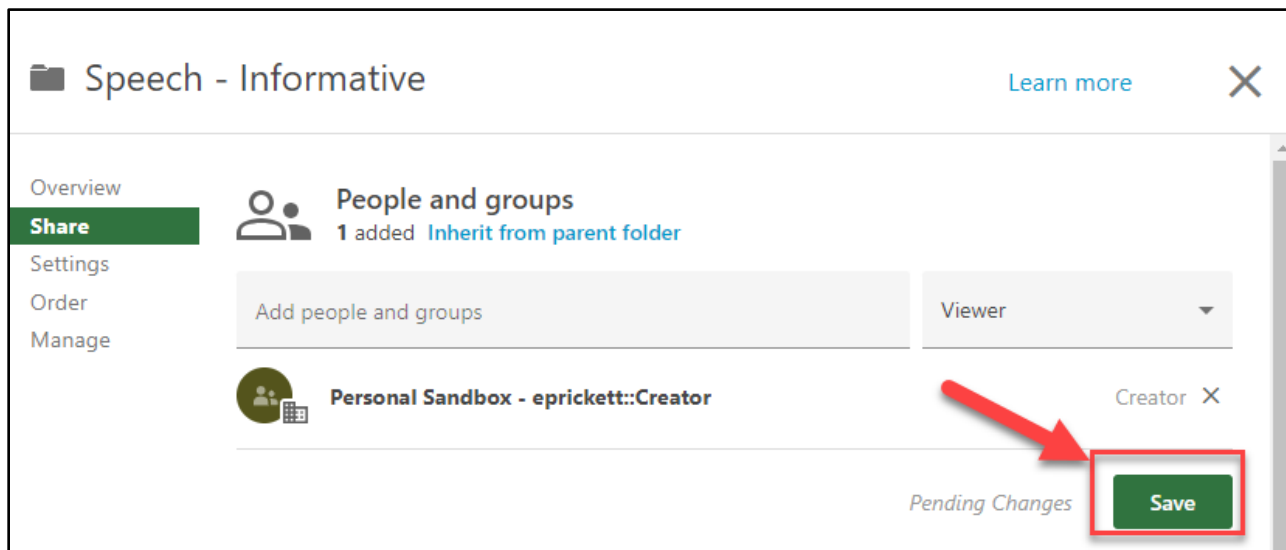 Speech - Informative
Learn more
Overview
Share
Settings
Order
Manage
People and groups
1 added Inherit from parent folder
Add people and groups
Viewer
Personal Sandbox - eprickett::Creator
Creator
Pending Changes
Save